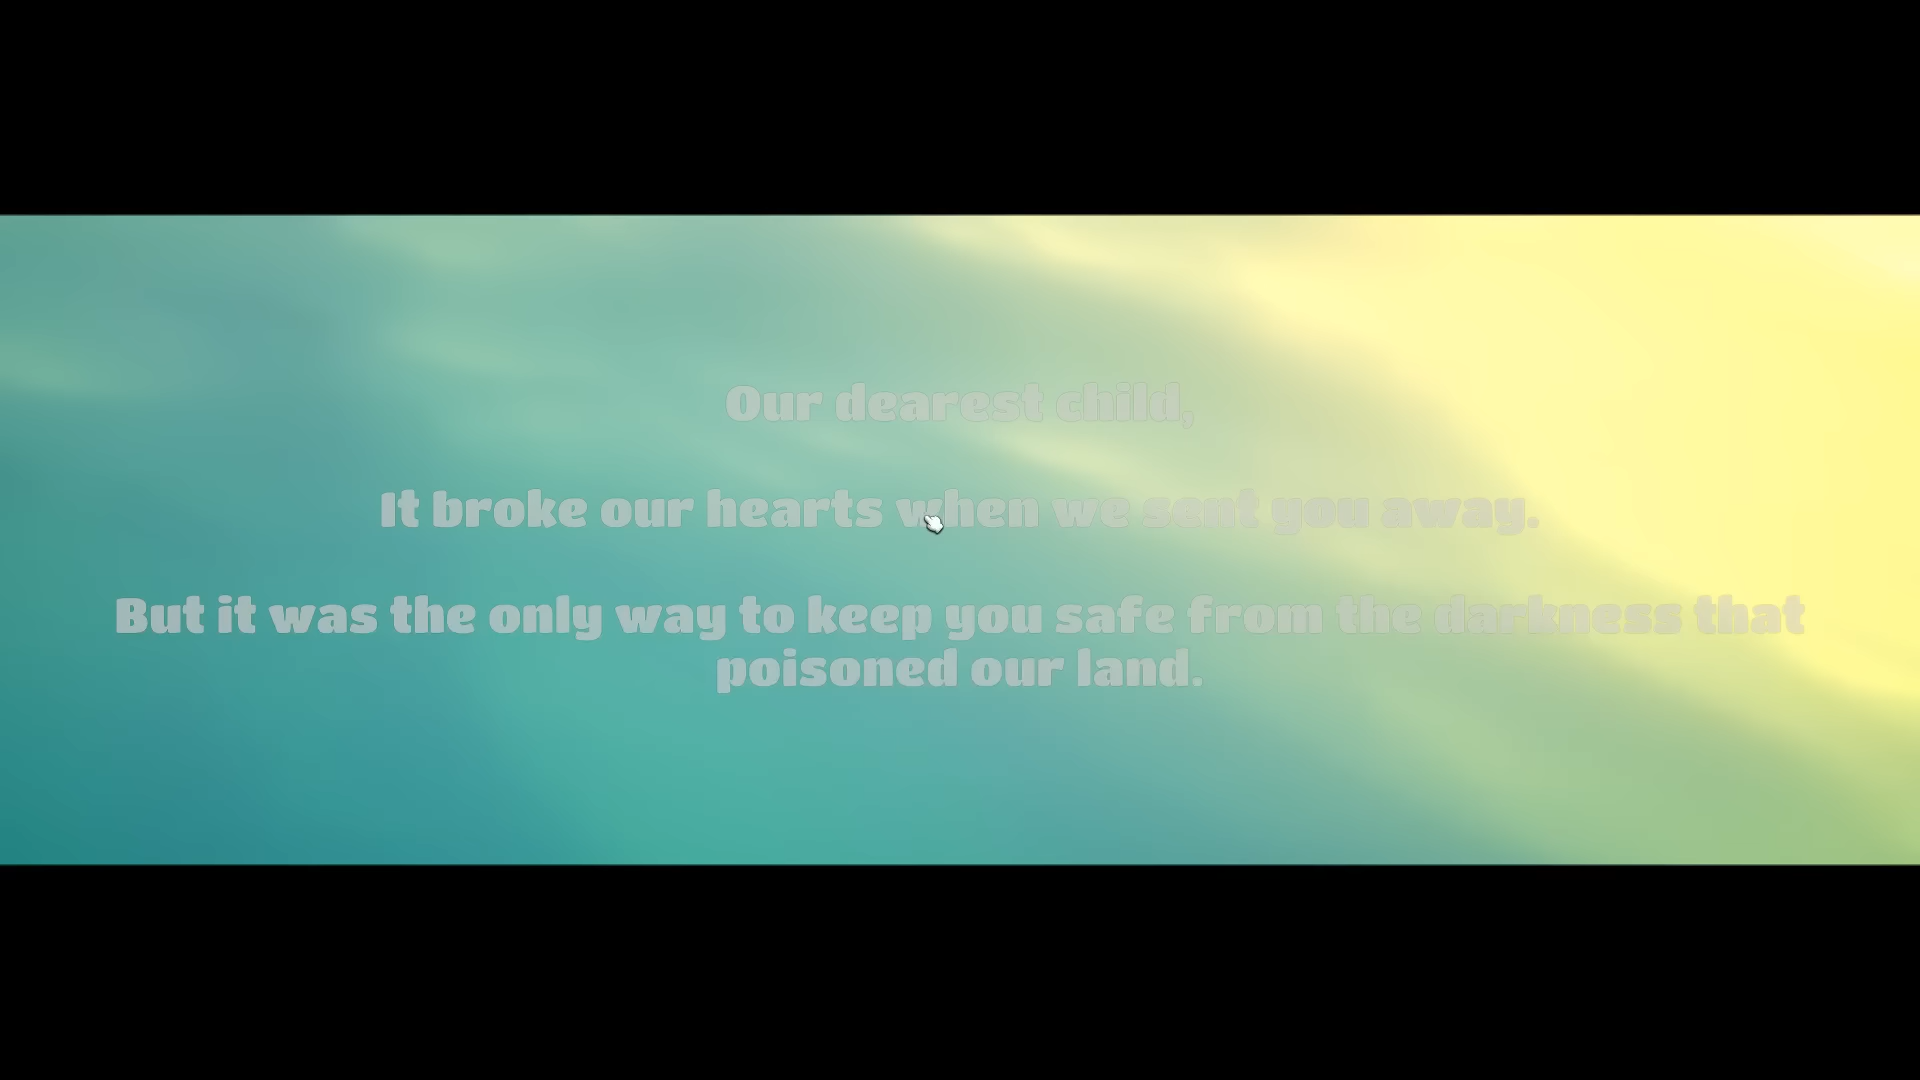 Our dearest child,
It broke our hearts when we sent you away.
But it was the only way to keep you safe from the darkness that
poisoned our land.